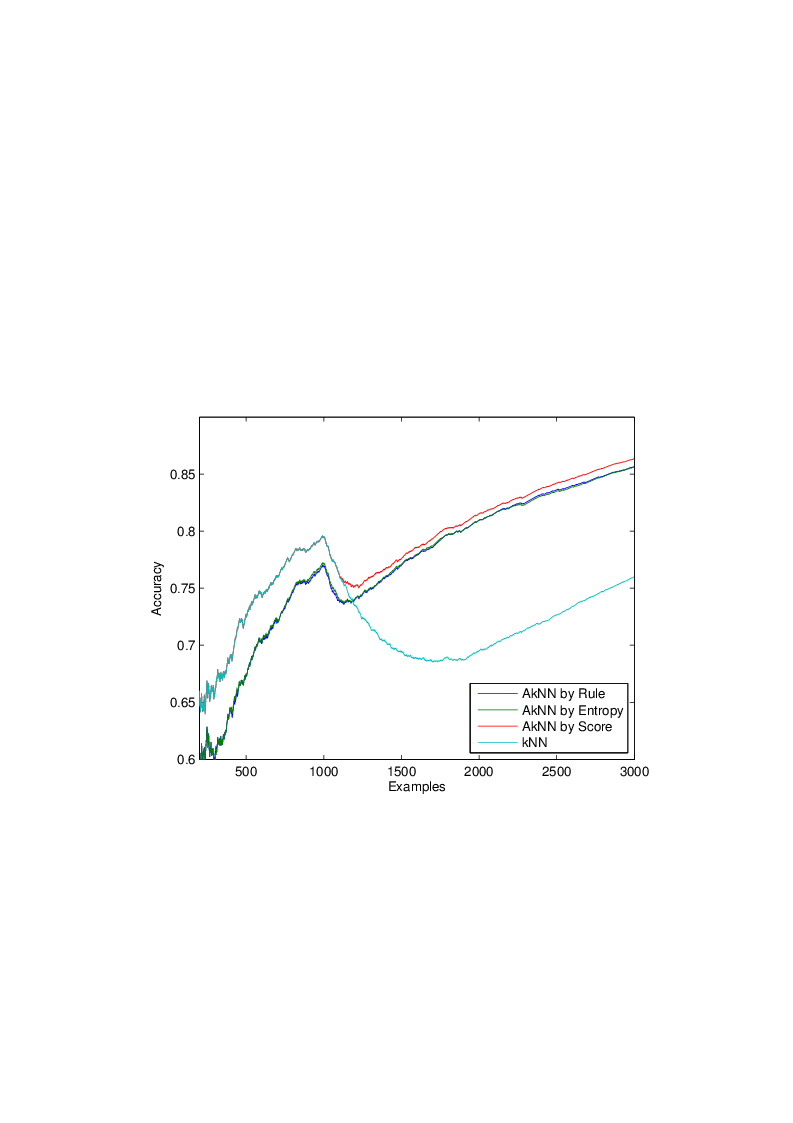 0.85
0.8
0.75
0.7
0.65
0.6
Accuracy
AkNN by Rule
AkNN by Entropy
AkNN by Score
kNN
500 1000 1500 2000 2500 3000
Examples